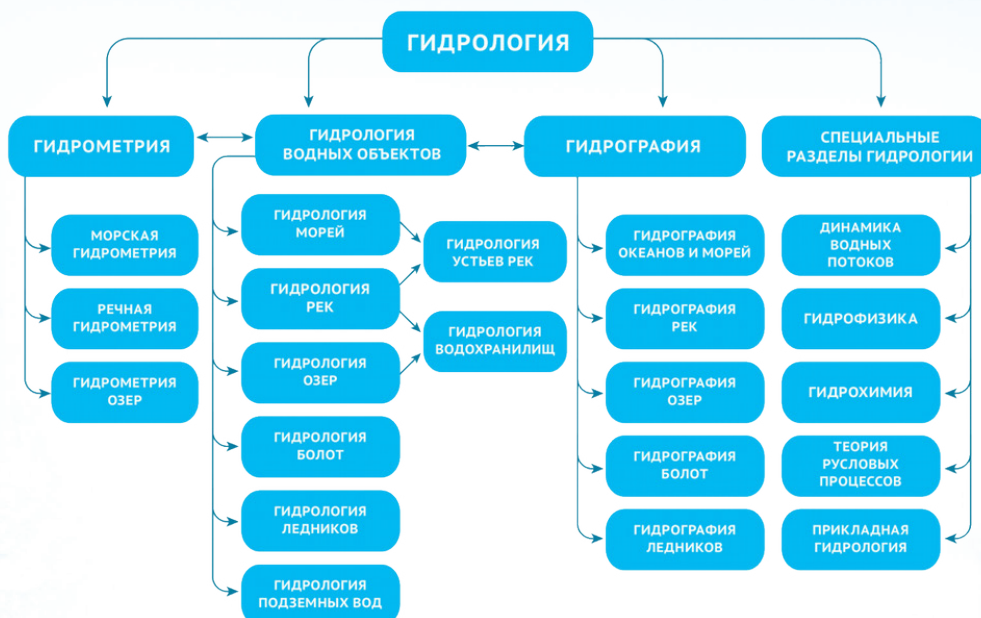 ГИДРОЛОГИЯ
ГИДРОМЕТРИЯ
ГИДРОЛОГИЯ
ВОДНЫХ ОБЪЕКТОВ
ГИДРОГРАФИЯ
СПЕЦИАЛЬНЫЕ
РАЗДЕЛЫ ГИДРОЛОГИИ
МОРСКАЯ
ГИДРОМЕТРИЯ
РЕЧНАЯ
ГИДРОМЕТРИЯ
ГИДРОМЕТРИЯ
ОЗЕР
ГИДРОЛОГИЯ
МОРЕЙ
ГИДРОЛОГИЯ
РЕК
ГИДРОЛОГИЯ
ОЗЕР
ГИДРОЛОГИЯ
БОЛОТ
ГИДРОЛОГИЯ
ЛЕДНИКОВ
ГИДРОЛОГИЯ
ПОДЗЕМНЫХ ВОД
ГИДРОЛОГИЯ
УСТЬЕВ РЕК
ГИДРОЛОГИЯ
ВОДОХРАНИЛИЩ
ГИДРОГРАФИЯ
ОКЕАНОВ И МОРЕЙ
ГИДРОГРАФИЯ
РЕК
ГИДРОГРАФИЯ
ОЗЕР
ГИДРОГРАФИЯ
БОЛОТ
ГИДРОГРАФИЯ
ЛЕДНИКОВ
ДИНАМИКА
ВОДНЫХ
ПОТОКОВ
ГИДРОФИЗИКА
ГИДРОХИМИЯ
ТЕОРИЯ
РУСЛОВЫХ
ПРОЦЕССОВ
ПРИКЛАДНАЯ
ГИДРОЛОГИЯ